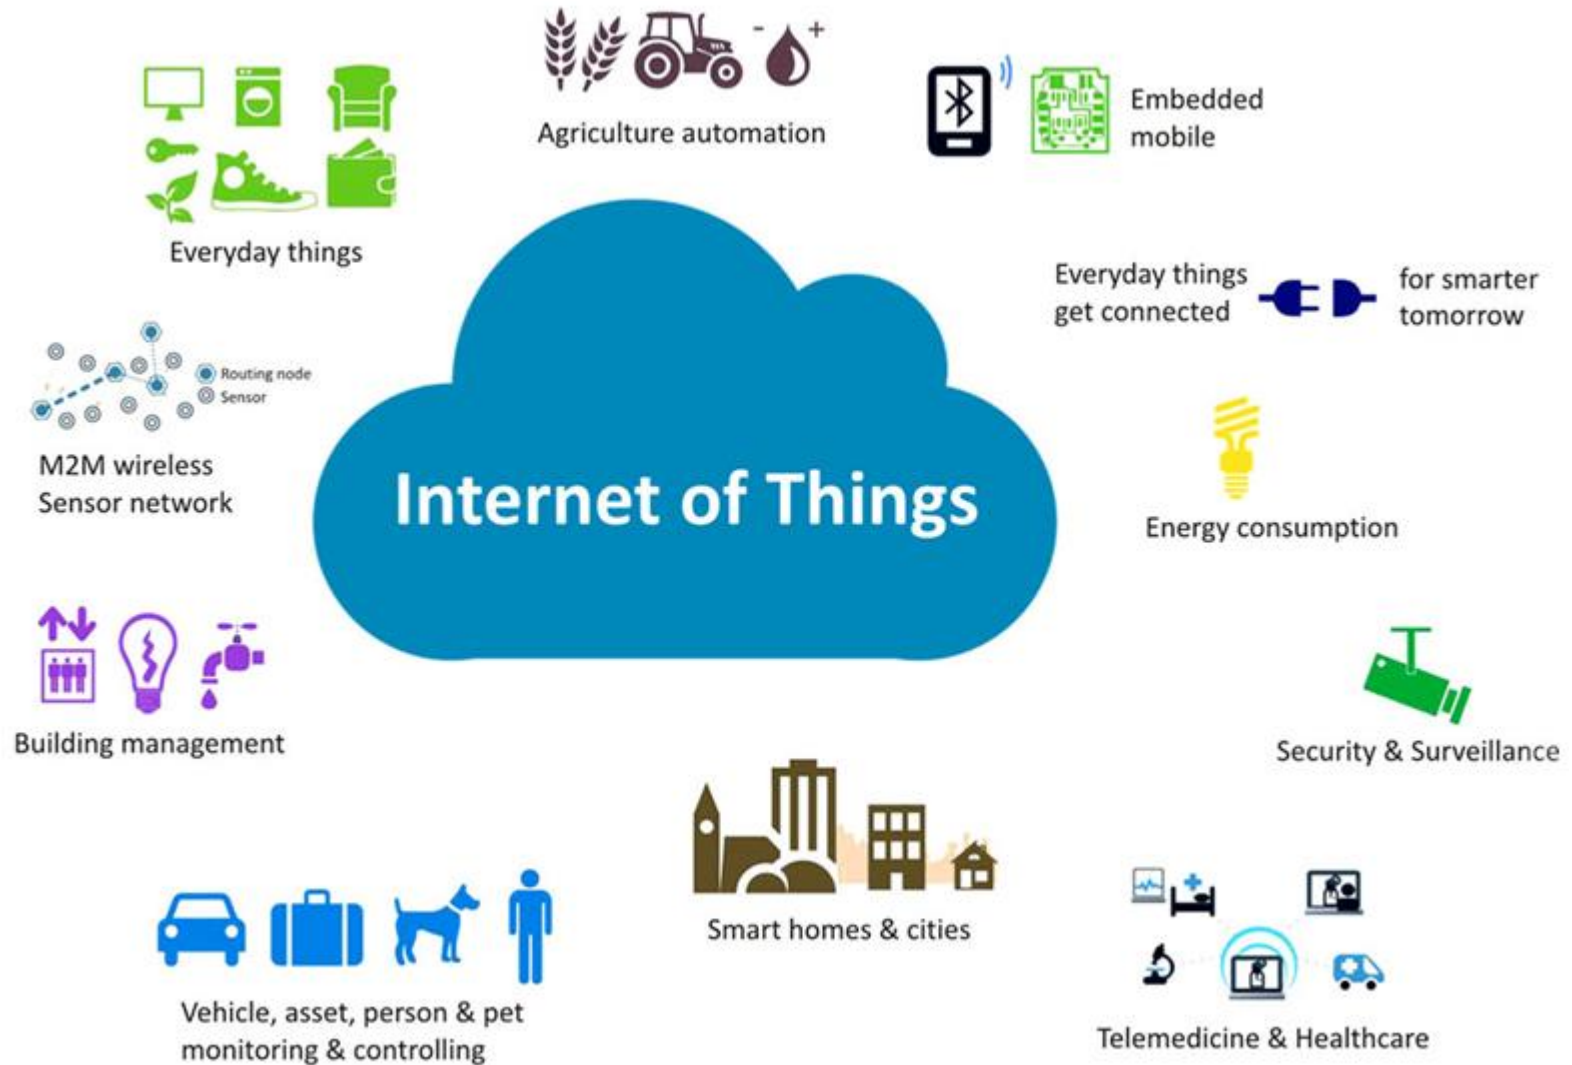 Agriculture automation
Embedded
mobile
Everyday things
Everyday things
get connected
for smarter
tomorrow
Routing node
Sensor
M2M wireless
Sensor network
Internet of Things
Energy consumption
Building management
Security & Surveillance
Smart homes & cities
Vehicle, asset, person & pet
monitoring & controlling
Telemedicine & Healthcare